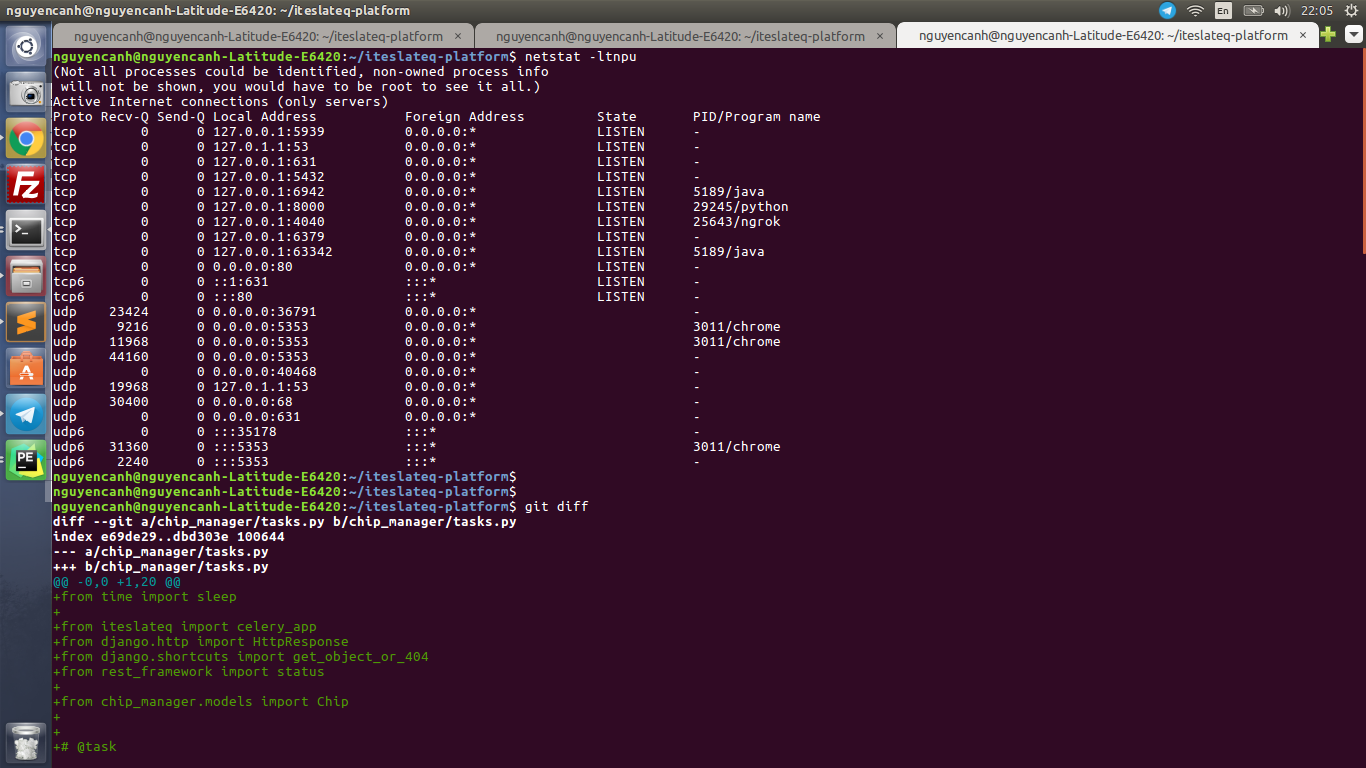 nguyencanh@nguyencanh-Latitude-E6420: ~/iteslateq-platform
En
22:05
nguyencanh@nguyencanh-Latitude-E6420: ~/iteslateq-platform ×
nguyencanh@nguyencanh-Latitude-E6420: ~/iteslateq-platform ×
nguyencanh@nguyencanh-Latitude-E6420: ~/iteslateq-platform ×
Fz
PE
nguyencanh@nguyencanh-Latitude-E6420:~/iteslateq-platform$ netstat -ltnpu
(Not all processes could be identified, non-owned process info
 will not be shown, you would have to be root to see it all.)
Active Internet connections (only servers)
Proto Recv-Q Send-Q Local Address           Foreign Address         State       PID/Program name
tcp        0      0 127.0.0.1:5939          0.0.0.0:*               LISTEN      -
tcp        0      0 127.0.1.1:53            0.0.0.0:*               LISTEN      -
tcp        0      0 127.0.0.1:631           0.0.0.0:*               LISTEN      -
tcp        0      0 127.0.0.1:5432          0.0.0.0:*               LISTEN      -
tcp        0      0 127.0.0.1:6942          0.0.0.0:*               LISTEN      5189/java
tcp        0      0 127.0.0.1:8000          0.0.0.0:*               LISTEN      29245/python
tcp        0      0 127.0.0.1:4040          0.0.0.0:*               LISTEN      25643/ngrok
tcp        0      0 127.0.0.1:6379          0.0.0.0:*               LISTEN      -
tcp        0      0 127.0.0.1:63342         0.0.0.0:*               LISTEN      5189/java
tcp        0      0 0.0.0.0:80              0.0.0.0:*               LISTEN      -
tcp6       0      0 ::1:631                 :::*                    LISTEN      -
tcp6       0      0 :::80                   :::*                    LISTEN      -
udp    23424      0 0.0.0.0:36791           0.0.0.0:*                           -
udp     9216      0 0.0.0.0:5353            0.0.0.0:*                           3011/chrome
udp    11968      0 0.0.0.0:5353            0.0.0.0:*                           3011/chrome
udp    44160      0 0.0.0.0:5353            0.0.0.0:*                           -
udp        0      0 0.0.0.0:40468           0.0.0.0:*                           -
udp    19968      0 127.0.1.1:53            0.0.0.0:*                           -
udp    30400      0 0.0.0.0:68              0.0.0.0:*                           -
udp        0      0 0.0.0.0:631             0.0.0.0:*                           -
udp6       0      0 :::35178                :::*                                -
udp6   31360      0 :::5353                 :::*                                3011/chrome
udp6    2240      0 :::5353                 :::*                                -
nguyencanh@nguyencanh-Latitude-E6420:~/iteslateq-platform$
nguyencanh@nguyencanh-Latitude-E6420:~/iteslateq-platform$
nguyencanh@nguyencanh-Latitude-E6420:~/iteslateq-platform$ git diff
diff --git a/chip_manager/tasks.py b/chip_manager/tasks.py
index e69de29..dbd303e 100644
--- a/chip_manager/tasks.py
+++ b/chip_manager/tasks.py
@@ -0,0 +1,20 @@
+from time import sleep
+
+from iteslateq import celery_app
+from django.http import HttpResponse
+from django.shortcuts import get_object_or_404
+from rest_framework import status
+
+from chip_manager.models import Chip
+
+
+# @task